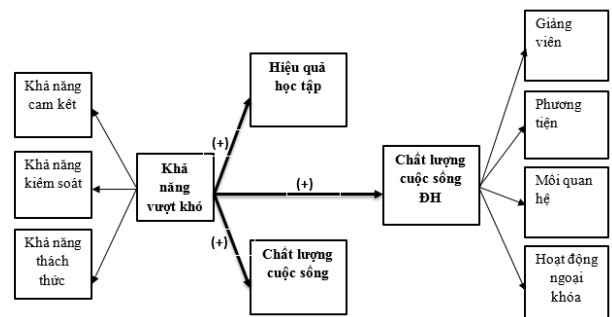 Khả năng
cam kết
Khả năng
kiểm soát
Khả năng
thách
thức
Khả
năng
vượt khó
(+)
(+)
(+)
Hiệu quả
học tập
Chất lượng
cuộc sống
Chất lượng
cuộc sống
ĐH
Giảng
viên
Phương
tiện
Mối quan
hệ
Hoạt động
ngoại
khóa